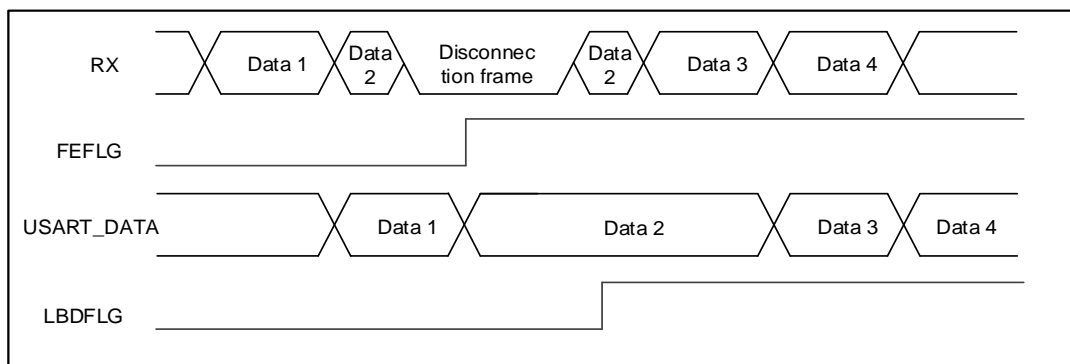 RX
Data 1
Data
2
Disconnec
tion frame
Data
2
Data 3
Data 4
FEFLG
USART_DATA
Data 1
Data 2
Data 3
Data 4
LBDFLG